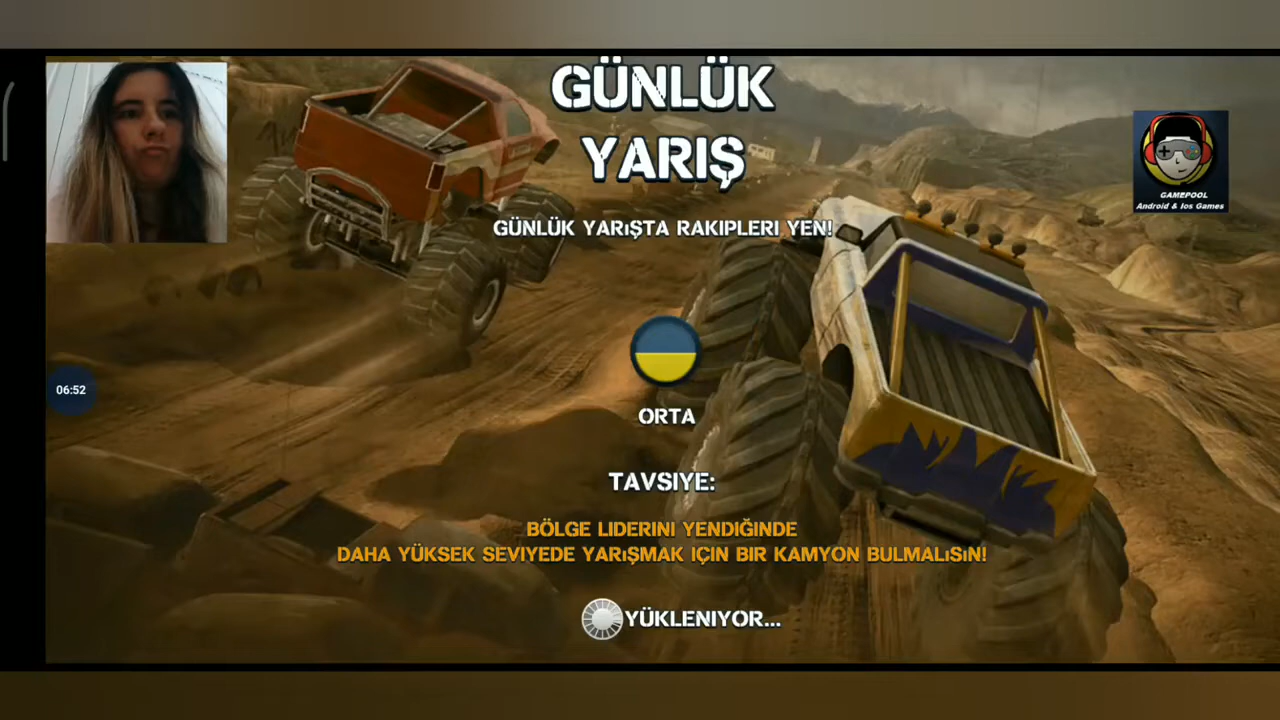 GÜNLÜK
YARIŞ
GÜNLÜK YARIŞTA RAKIPLERI YEN!
GAMEPOOL
Android & Ios Games
06:52
ORTA
TAVSIYE:
BÖLGE LIDERINI YENDIĞINDE
DAHA YÜKSEK SEVIYEDE YARIŞMAK IÇIN BIR KAMYON BULMALISIN!
YÜKLENIYOR...